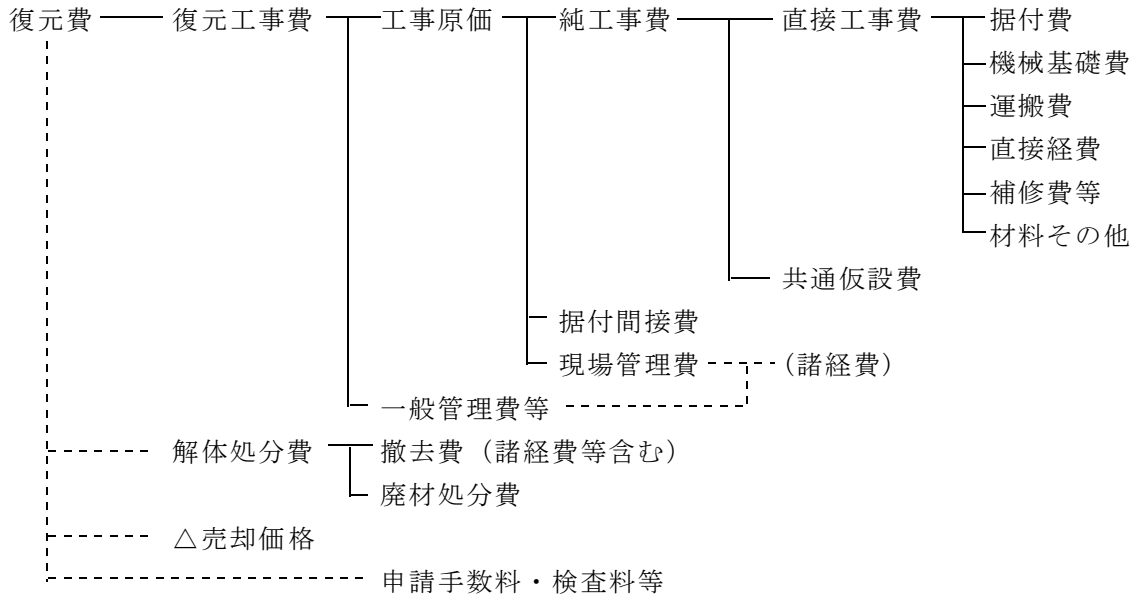 復元費 復元工事費 工事原価 純工事費 直接工事費 据付費
機械基礎費
運搬費
直接経費
補修費等
材料その他
共通仮設費
据付間接費
現場管理費 (諸経費)
一般管理費等
解体処分費 撤去費（諸経費等含む）
廃材処分費
△売却価格
申請手数料・検査料等